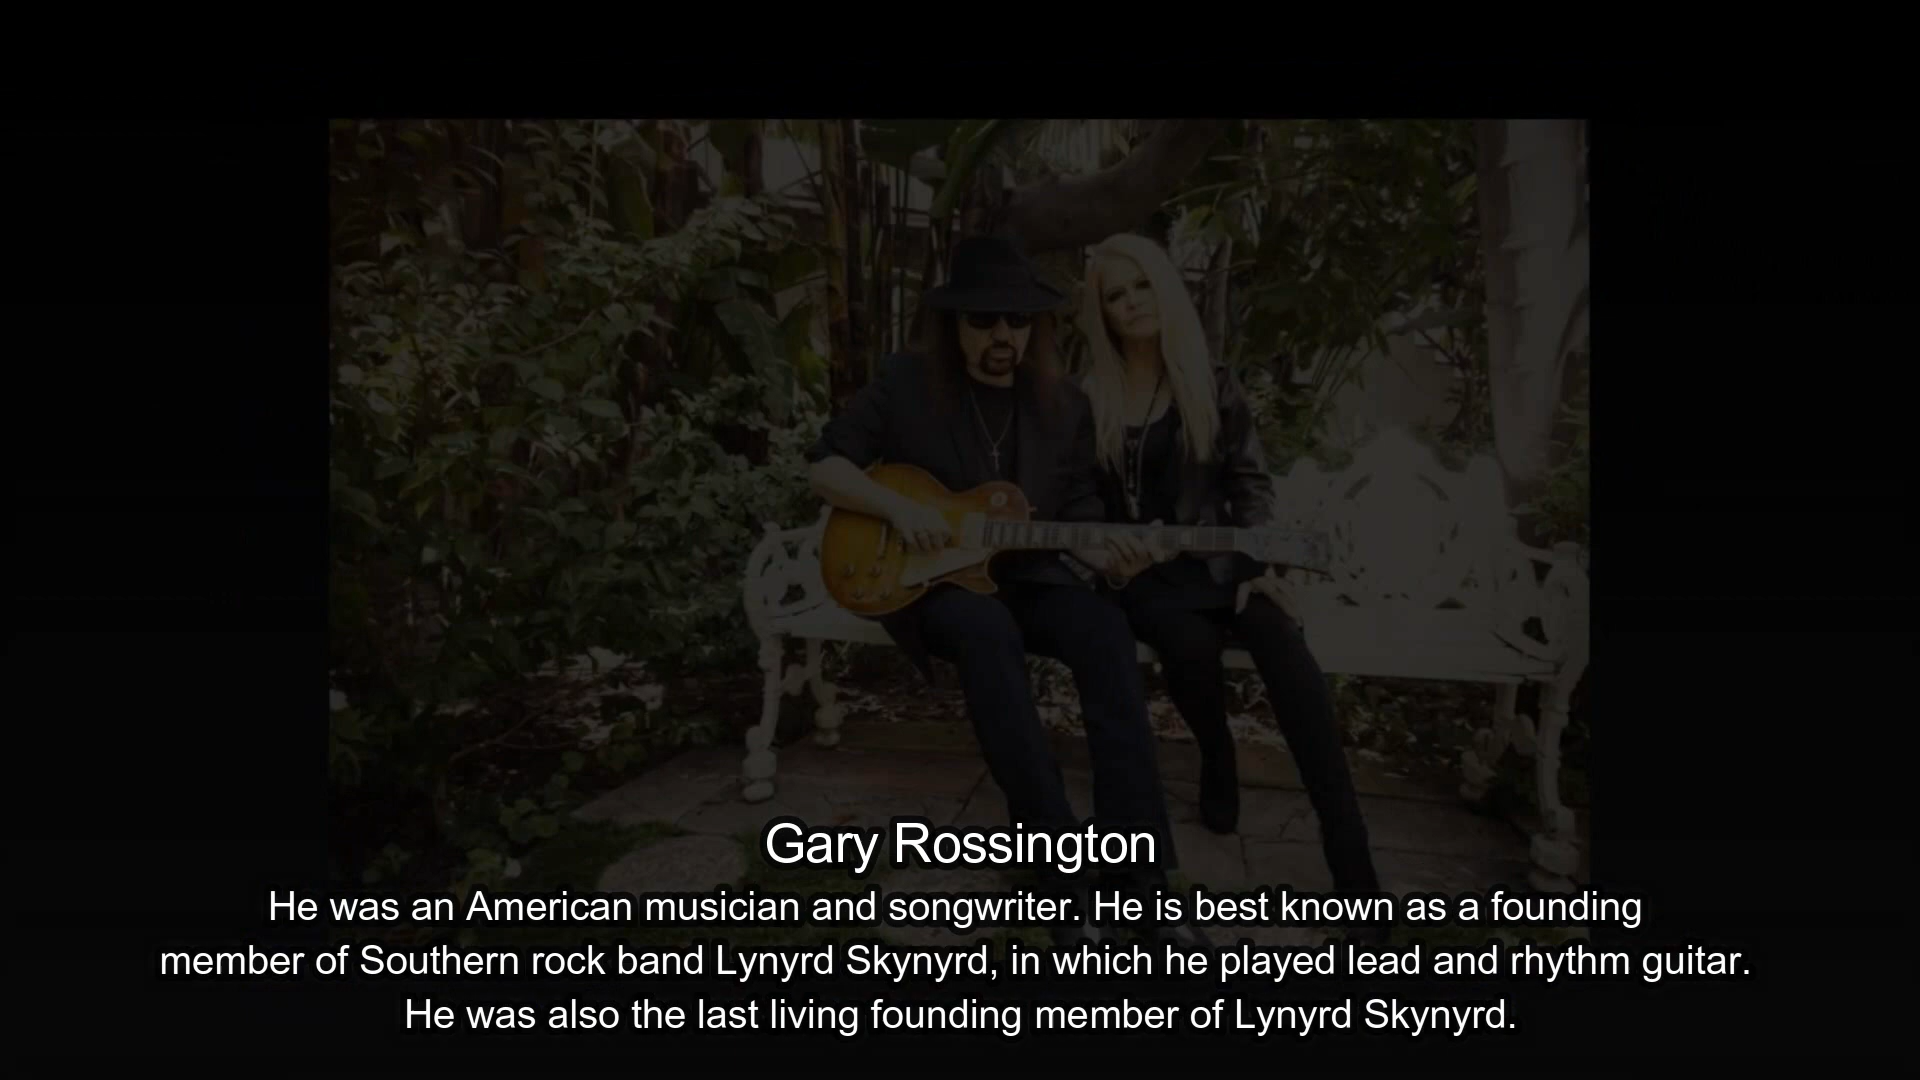 Gary Rossington
He was an American musician and songwriter. He is best known as a founding
member of Southern rock band Lynyrd Skynyrd, in which he played lead and rhythm guitar.
He was also the last living founding member of Lynyrd Skynyrd.